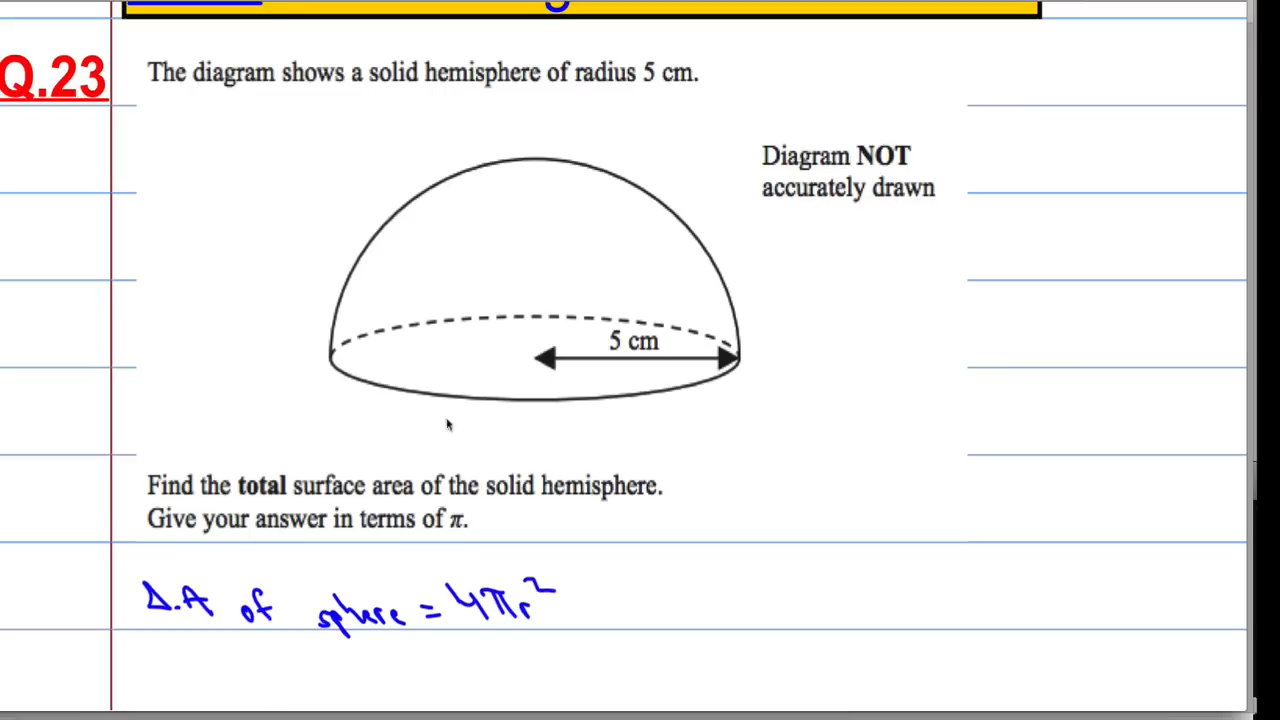 Q.23
The diagram shows a solid hemisphere of radius 5 cm.
Diagram NOT
accurately drawn
5 cm
Find the total surface area of the solid hemisphere.
Give your answer in terms of π.
S.A of sphere = 4πr²